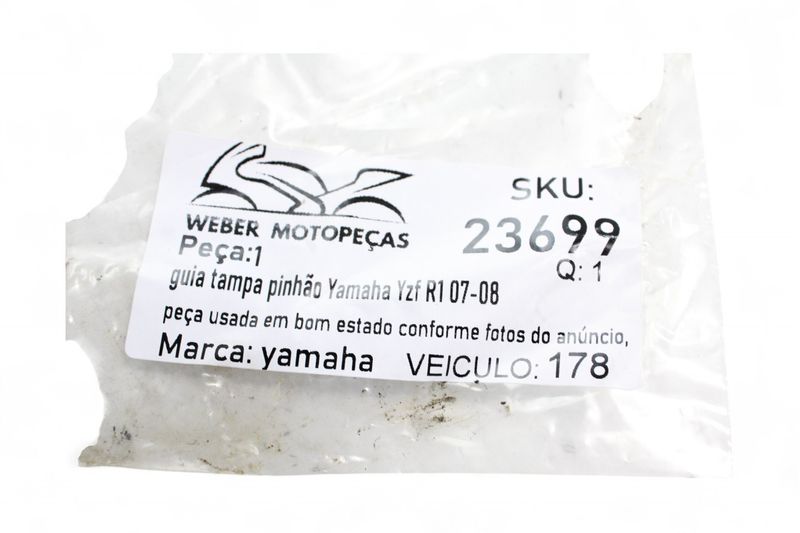 WEBER MOTOPEÇAS
SKU:
23699
Peça:1
Q: 1
guia tampa pinhão Yamaha Yzf R1 07-08
peça usada em bom estado conforme fotos do anúncio,
Marca: yamaha VEICULO: 178